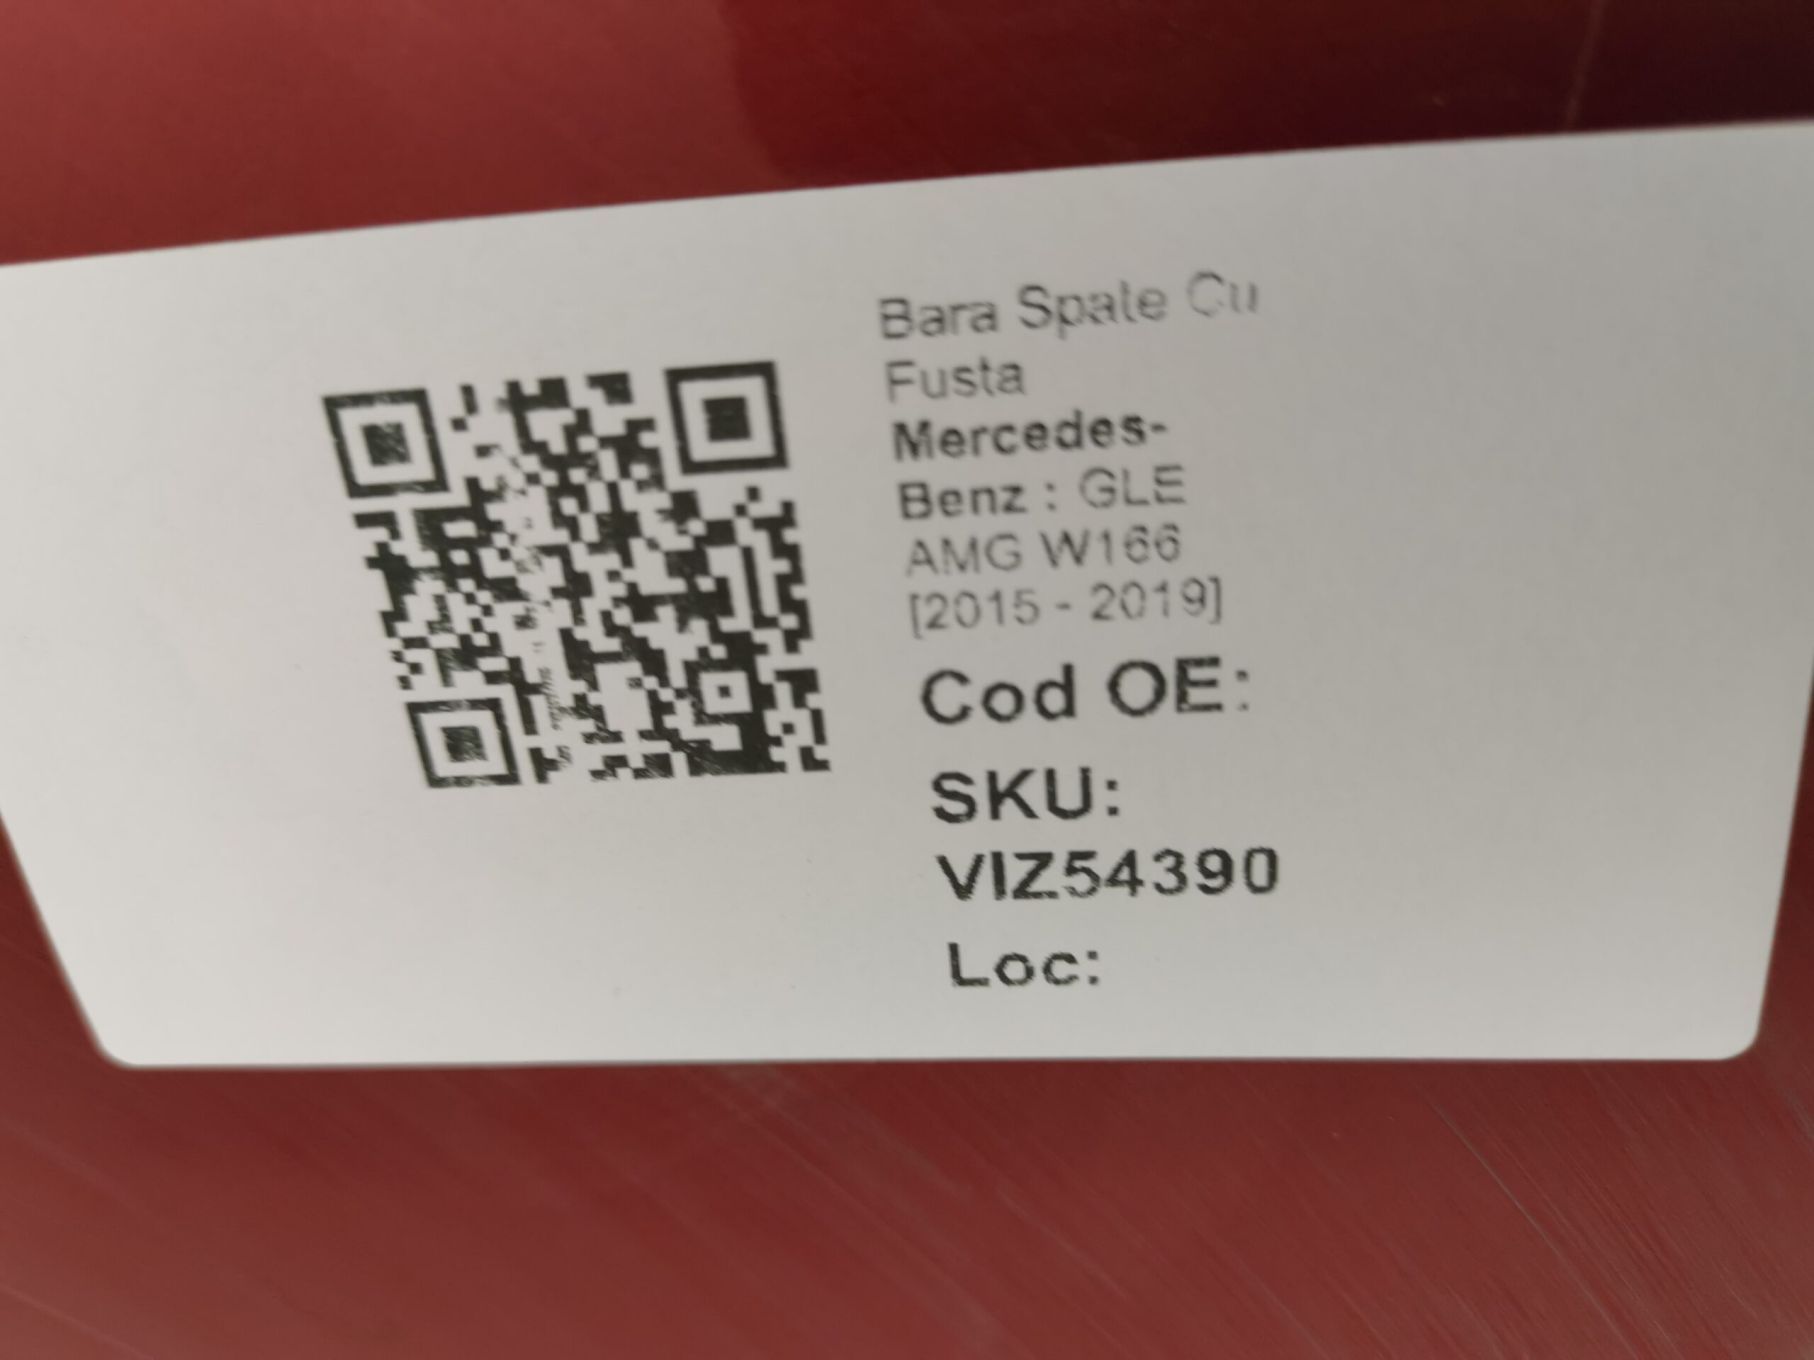 Bara Spate Cu
Fusta
Mercedes-
Benz : GLE
AMG W166
[2015 - 2019]
Cod OE:
SKU:
VIZ54390
Loc: